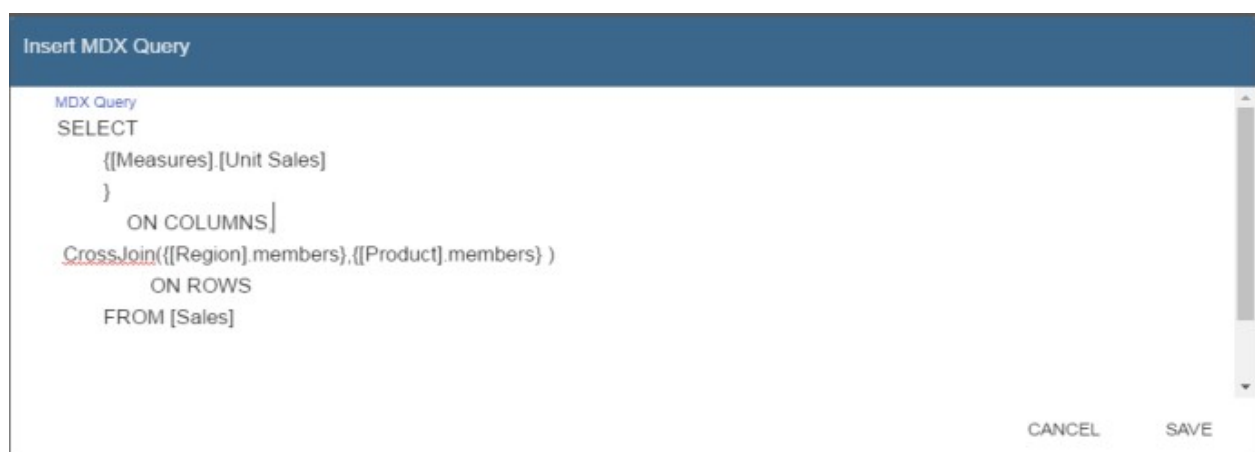 Insert MDX Query
MDX Query
SELECT
{[Measures].[Unit Sales]
}
ON COLUMNS,
CrossJoin({[Region].members},{[Product].members} )
ON ROWS
FROM [Sales]
CANCEL SAVE